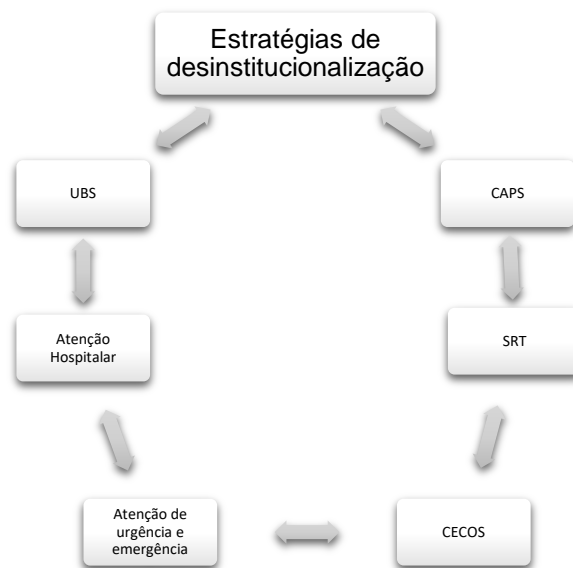 Estratégias de
desinstitucionalização
UBS
CAPS
Atenção
Hospitalar
SRT
Atenção de
urgência e
emergência
CECOS